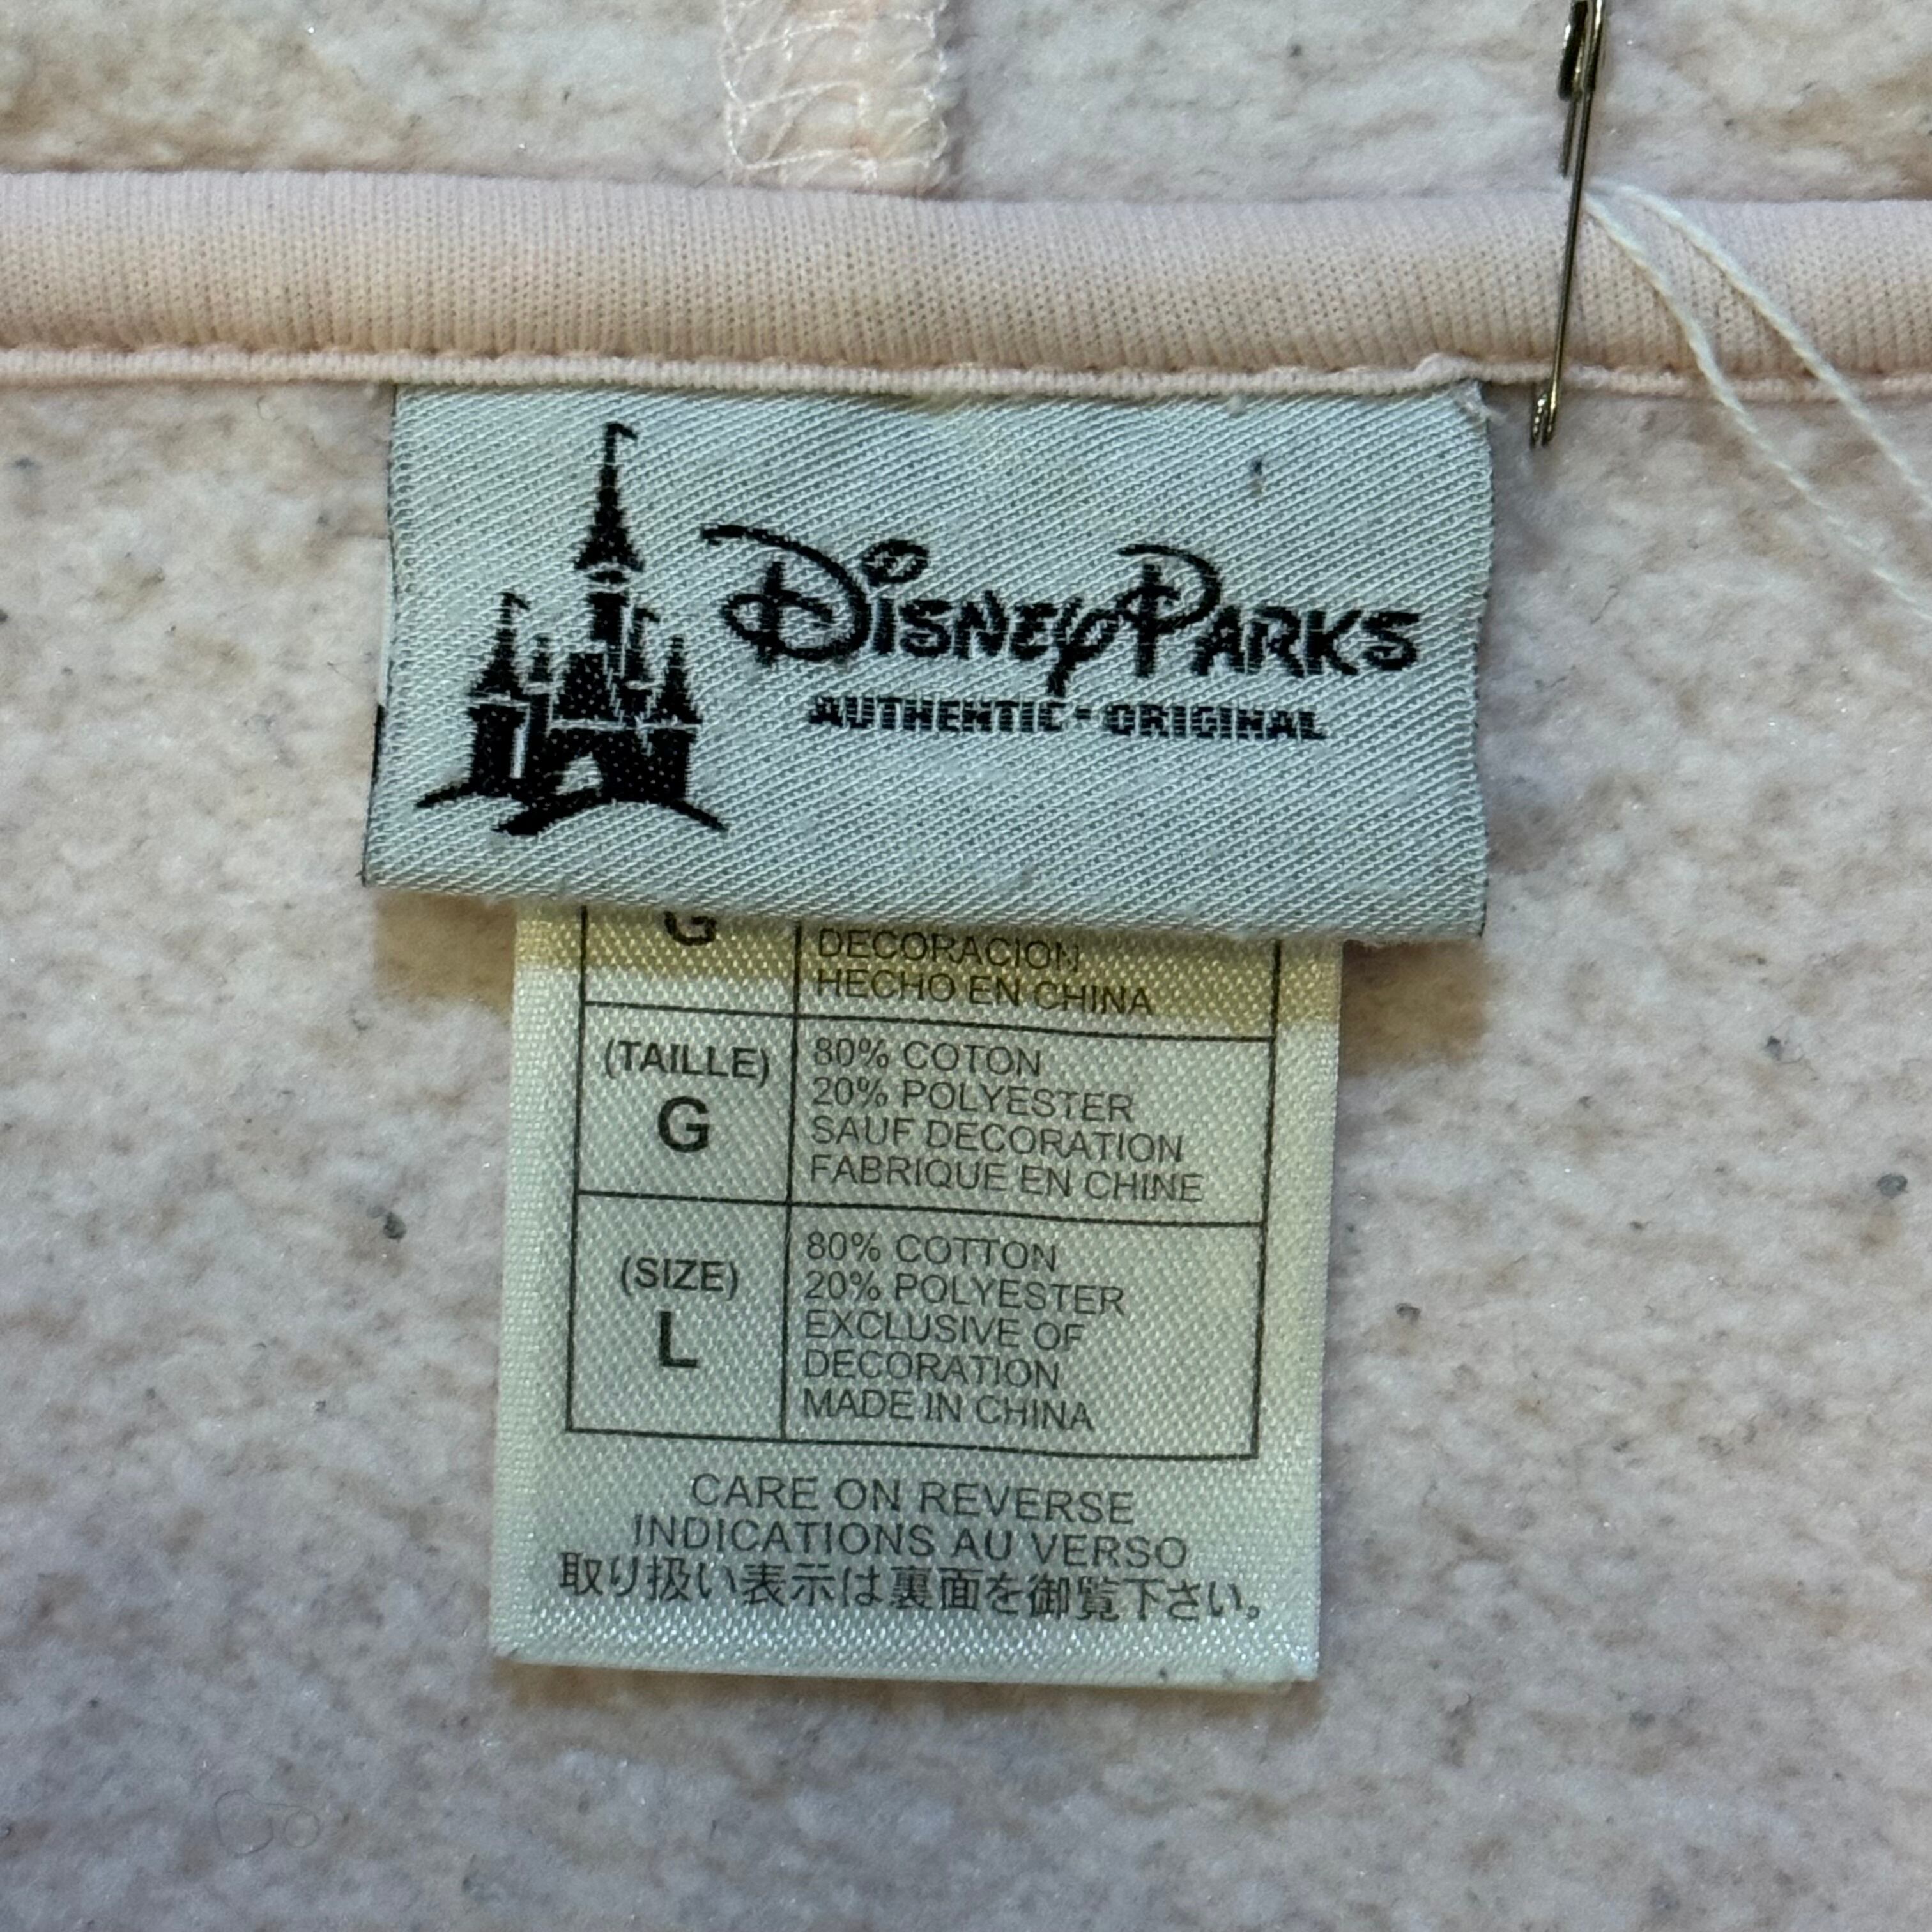 DISNEY PARKS
AUTHENTIC • ORIGINAL
G
DECORACION
HECHO EN CHINA
(TAILLE)
G
80% COTON
20% POLYESTER
SAUF DECORATION
FABRIQUE EN CHINE
(SIZE)
L
80% COTTON
20% POLYESTER
EXCLUSIVE OF
DECORATION
MADE IN CHINA
CARE ON REVERSE
INDICATIONS AU VERSO
取り扱い表示は裏面を御覧下さい。